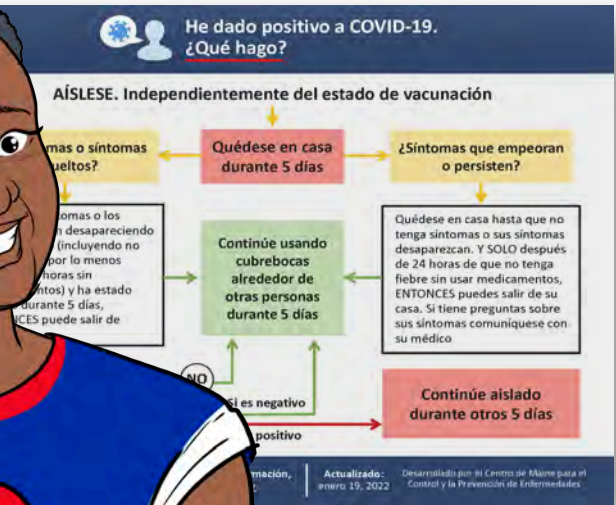 He dado positivo a COVID-19.
¿Qué hago?
AÍSLESE. Independientemente del estado de vacunación
o síntomas
Quédese en casa
durante 5 días
¿Síntomas que empeoran
o persisten?
o los
desapareciendo
(incluyendo no
por lo menos
horas sin
y ha estado
durante 5 días,
puede salir de
Continúe usando
cubrebocas
alrededor de
otras personas
durante 5 días
Quédese en casa hasta que no
tenga síntomas o sus síntomas
desaparezcan. Y SOLO después
de 24 horas de que no tenga
fiebre sin usar medicamentos,
ENTONCES puedes salir de su
casa. Si tiene preguntas sobre
sus síntomas comuníquese con
su médico
NO
Si es negativo
positivo
Continúe aislado
durante otros 5 días
Actualizado:
enero 19, 2022
Desarrollado por el Centro de Maine para el
Control y la Prevención de Enfermedades